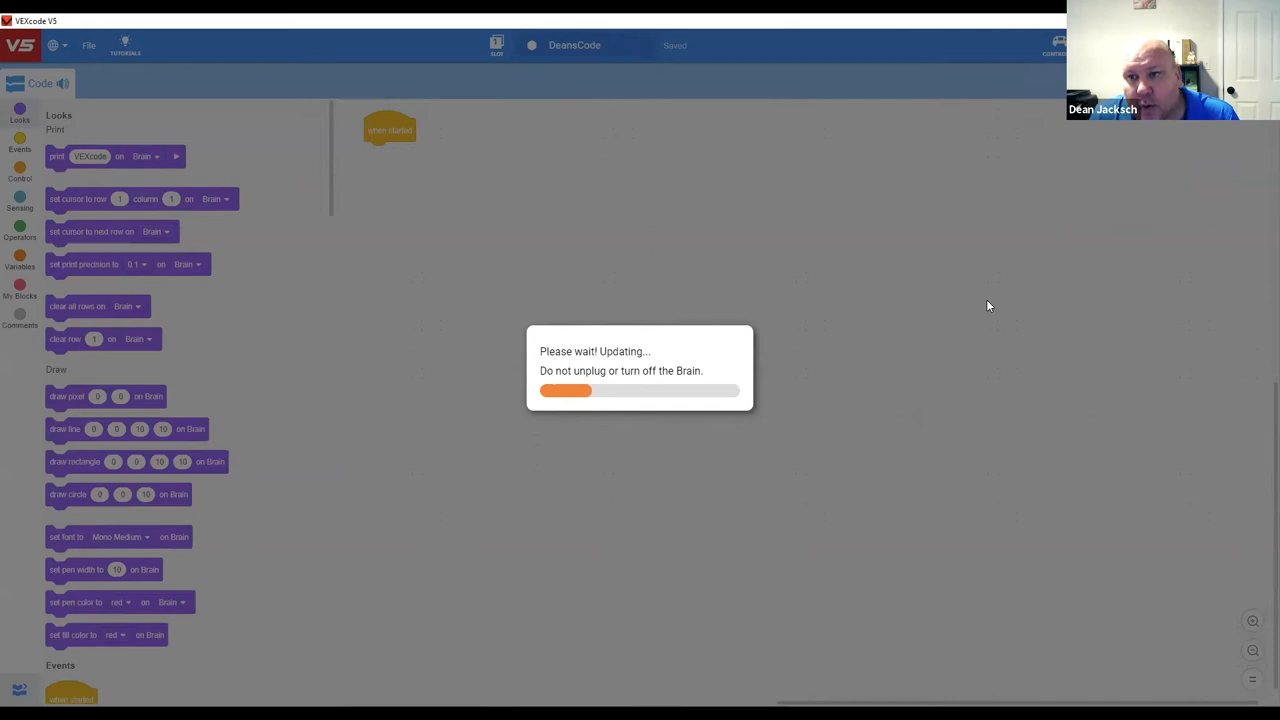 VEXcode V5
V5
File
TUTORIALS
1
SLOT
DeansCode
Saved
Dean Jacksch
Code
Looks
Events
Control
Sensing
Operators
Variables
My Blocks
Comments
Looks
Print
print VEXcode on Brain
set cursor to row 1 column 1 on Brain
set cursor to next row on Brain
set print precision to 0.1 on Brain
clear all rows on Brain
clear row 1 on Brain
Draw
draw pixel 0 0 on Brain
draw line 0 0 10 10 on Brain
draw rectangle 0 0 10 10 on Brain
draw circle 0 0 10 on Brain
set font to Mono Medium on Brain
set pen width to 10 on Brain
set pen color to red on Brain
set fill color to red on Brain
Events
when started
when started
Please wait! Updating...
Do not unplug or turn off the Brain.